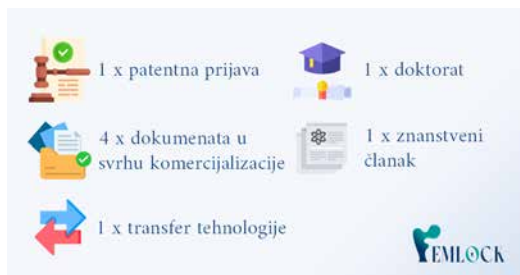 1 x patentna prijava
1 x doktorat
4 x dokumenata u
svrhu komercijalizacije
1 x znanstveni
članak
1 x transfer tehnologije
FEMLOCK